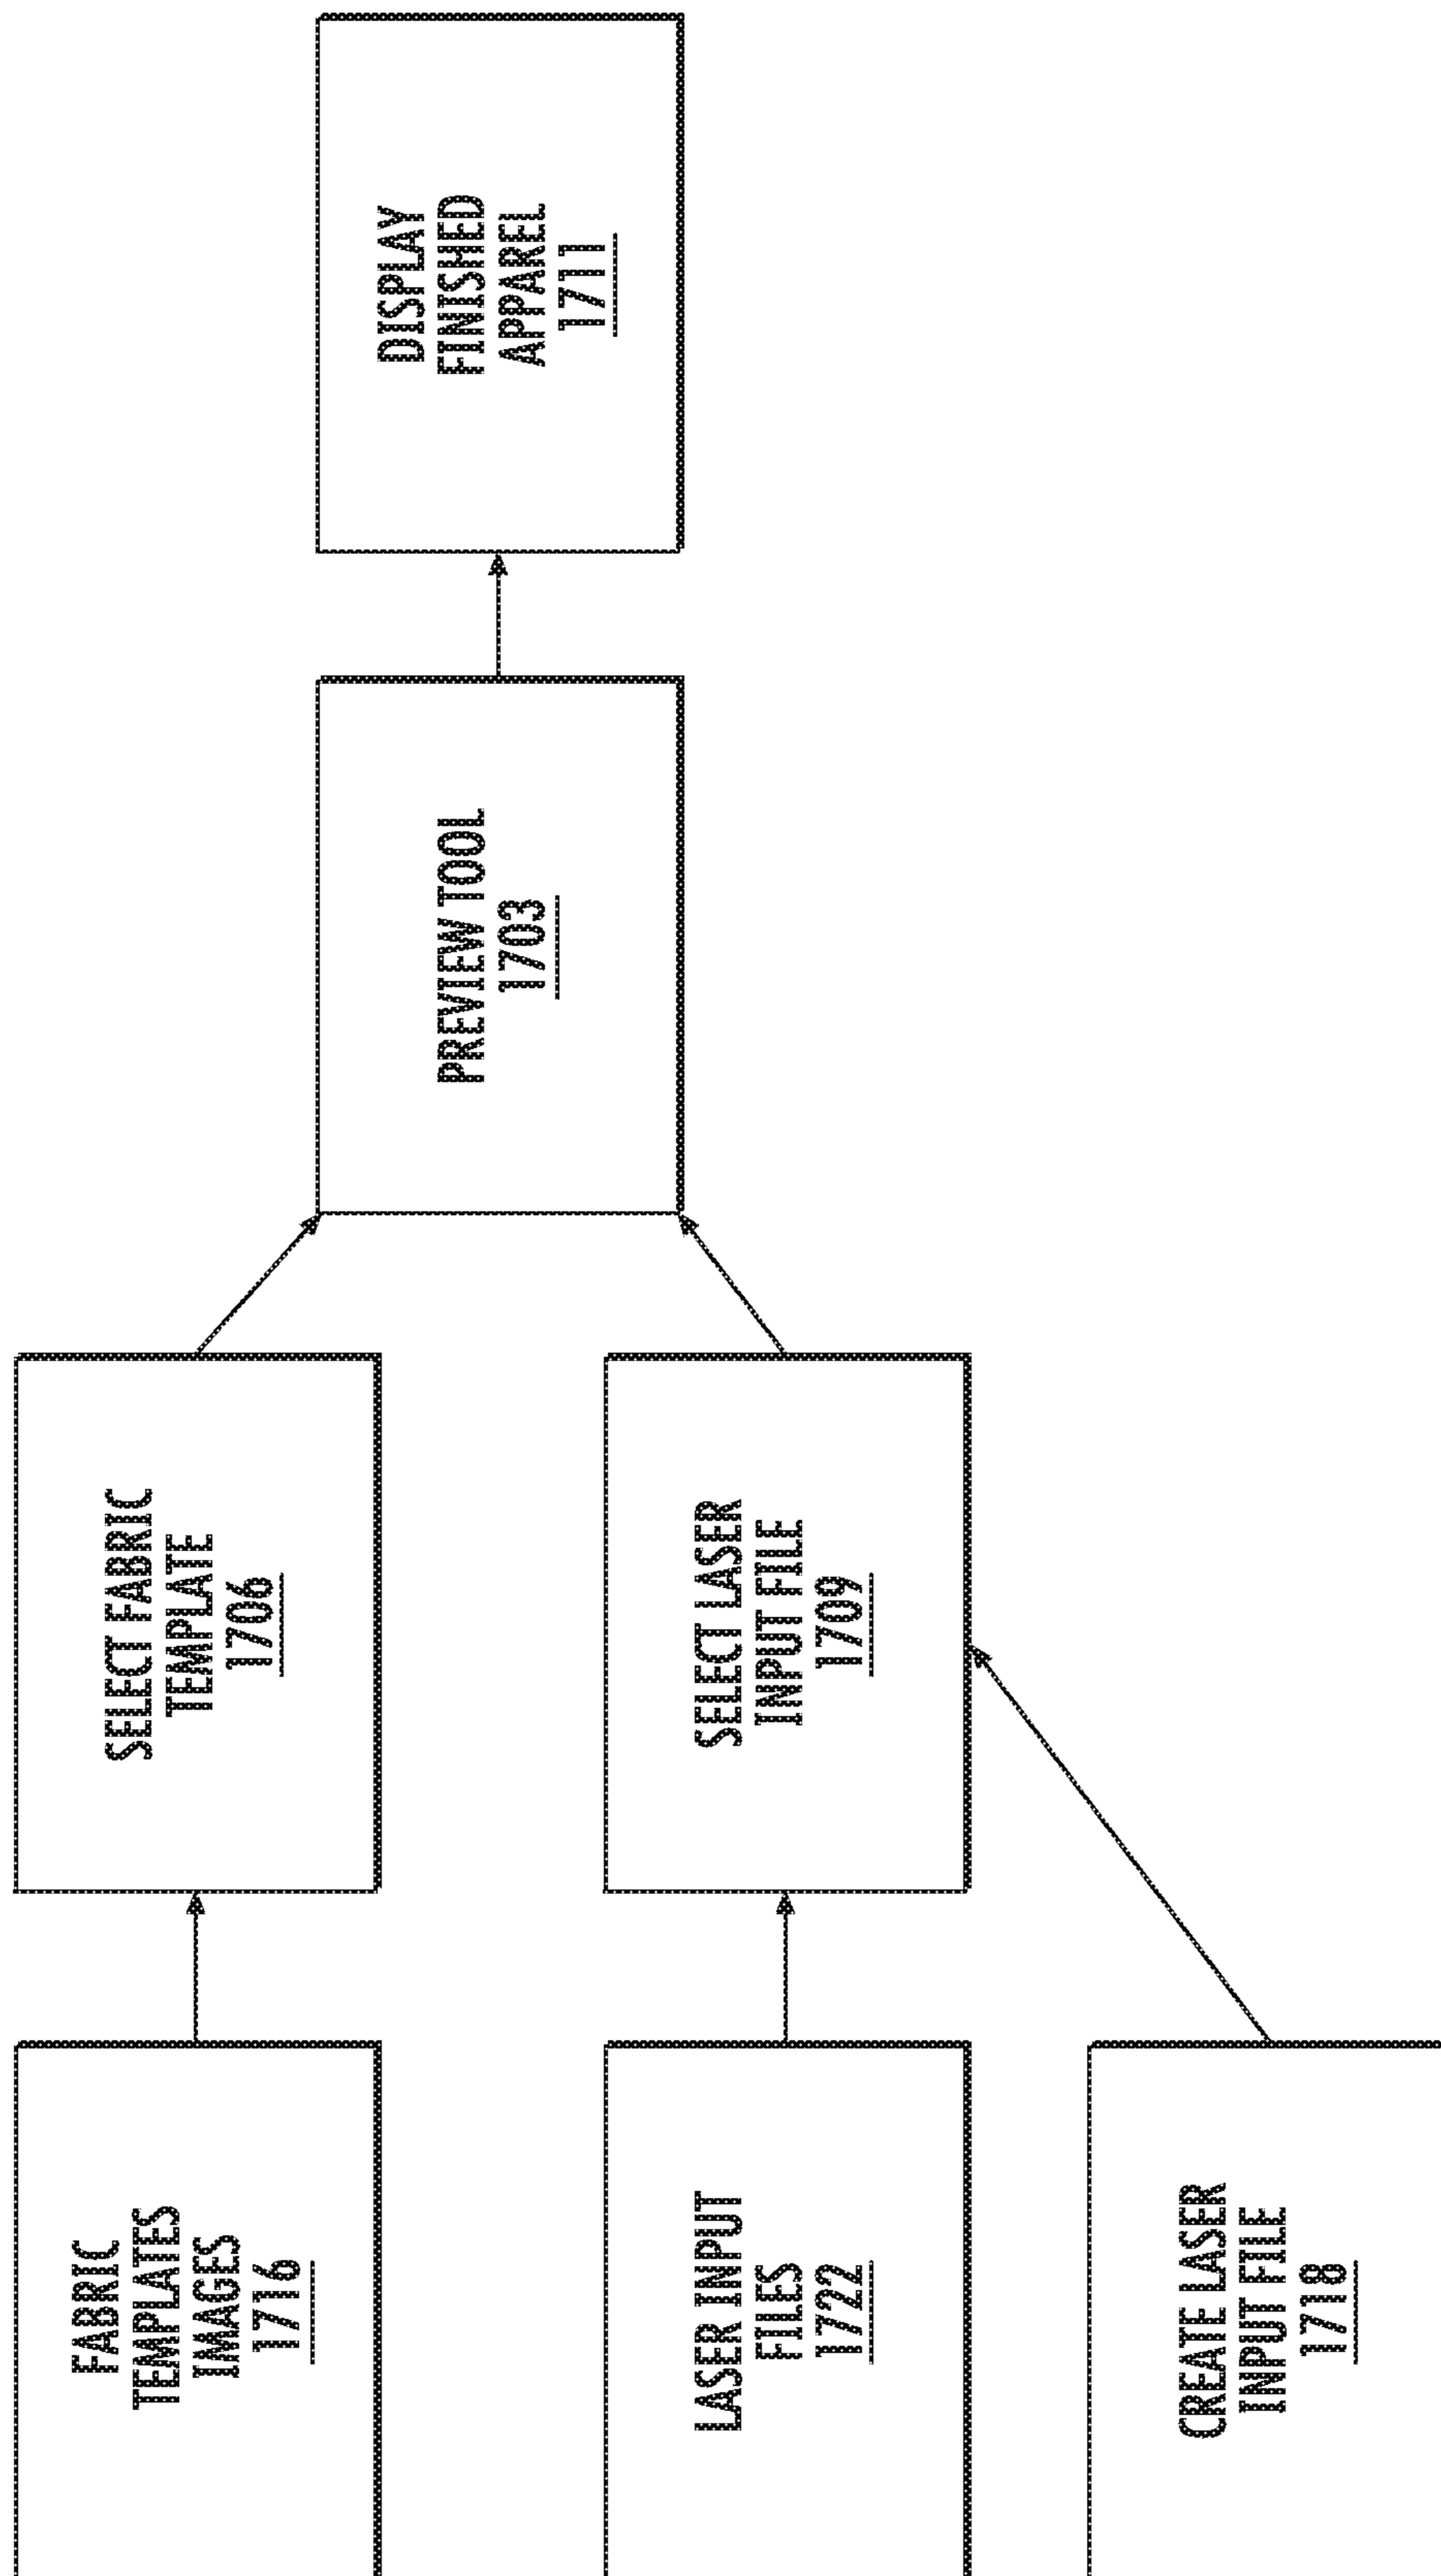 FABRIC
TEMPLATES
IMAGES
1716
SELECT FABRIC
TEMPLATE
1706
LASER INPUT
FILES
1722
SELECT LASER
INPUT FILE
1709
CREATE LASER
INPUT FILE
1718
PREVIEW TOOL
1703
DISPLAY
FINISHED
APPAREL
1711